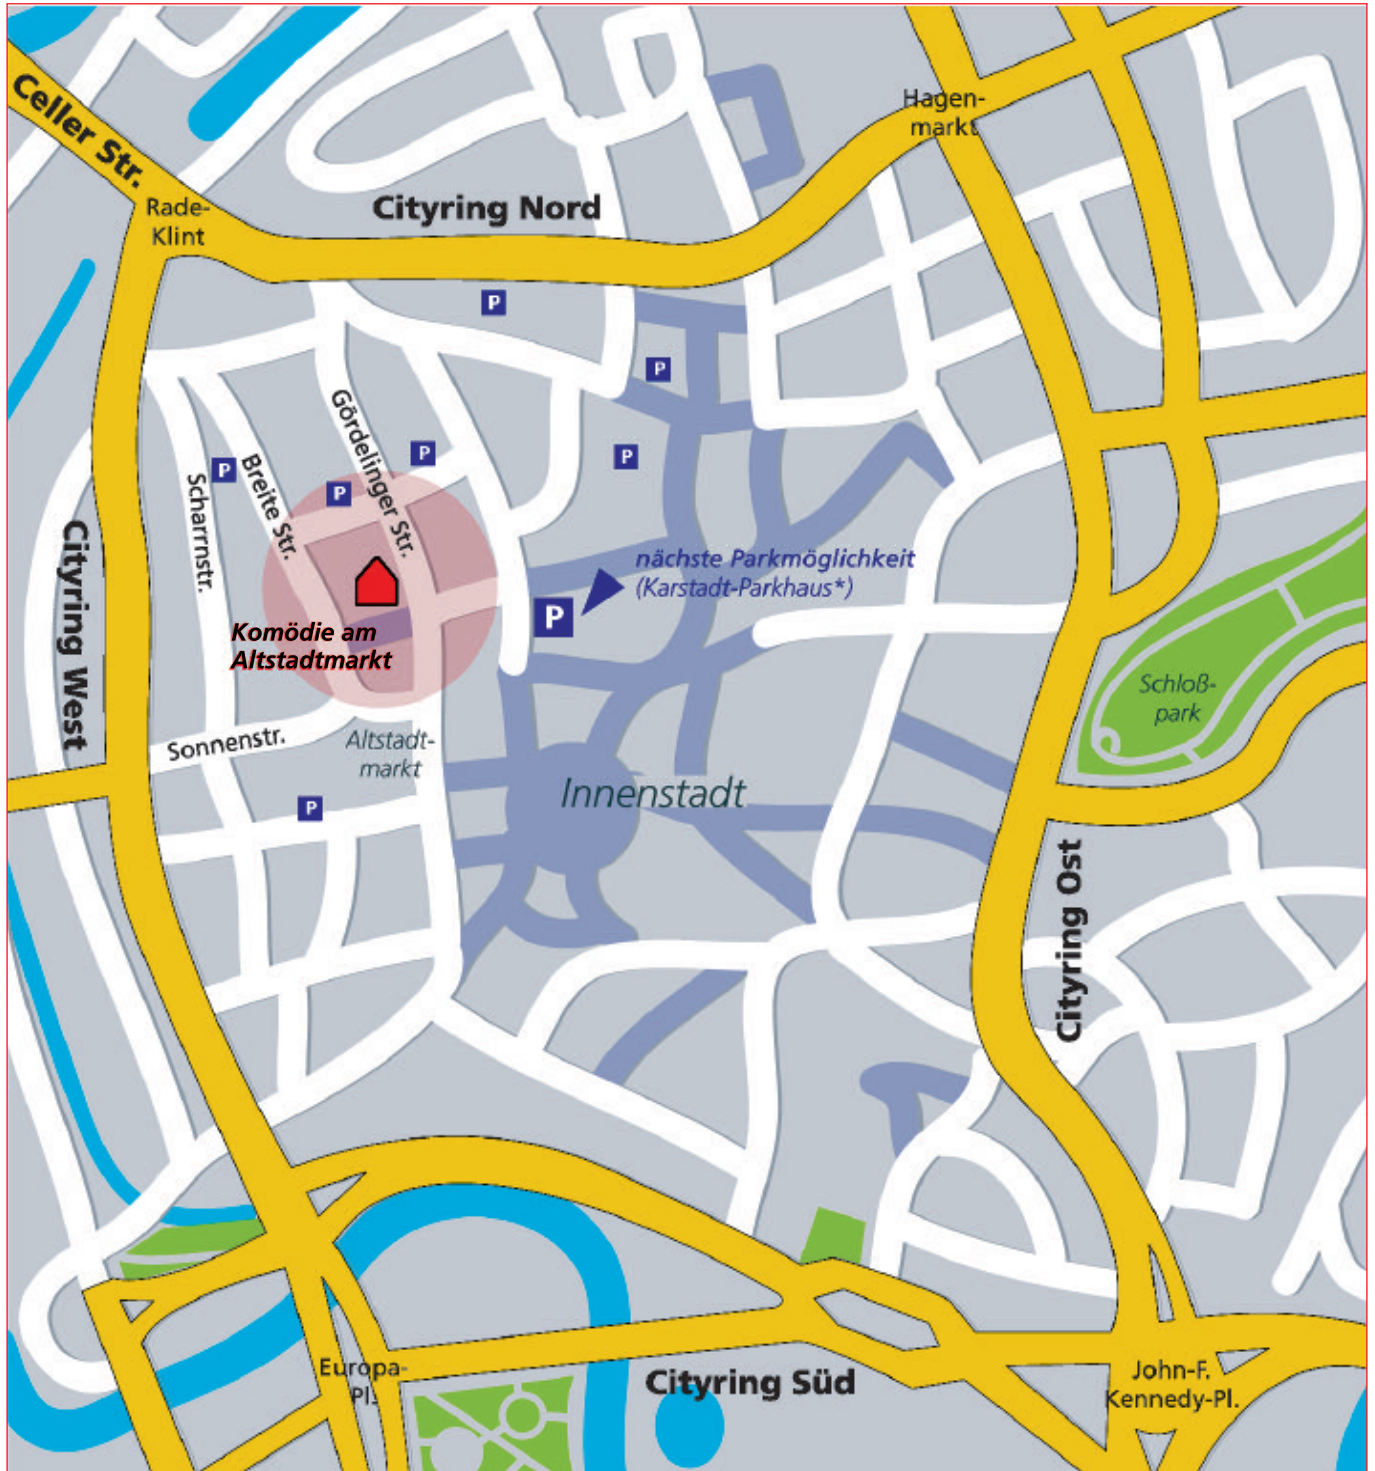 Hagen-
markt
Celler Str.
Rade-
Klint
Cityring Nord
P
P
Gördelinger Str.
P
P
P
Breite Str.
P
Scharrnstr.
Cityring West
nächste Parkmöglichkeit
(Karstadt-Parkhaus*)
P
Komödie am
Altstadtmarkt
Schloß-
park
Sonnenstr.
Altstadt-
markt
Innenstadt
P
Cityring Ost
Europa-
Pl.
Cityring Süd
John-F.
Kennedy-Pl.